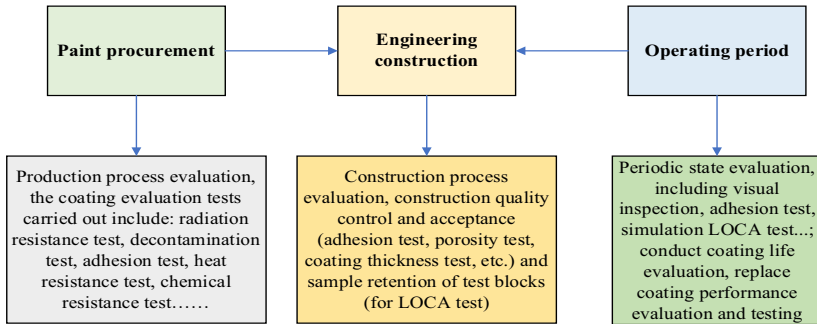 Paint procurement
Engineering
construction
Operating period
Production process evaluation,
the coating evaluation tests
carried out include: radiation
resistance test, decontamination
test, adhesion test, heat
resistance test, chemical
resistance test……
Construction process
evaluation, construction quality
control and acceptance
(adhesion test, porosity test,
coating thickness test, etc.) and
sample retention of test blocks
(for LOCA test)
Periodic state evaluation,
including visual
inspection, adhesion test,
simulation LOCA test...;
conduct coating life
evaluation, replace
coating performance
evaluation and testing